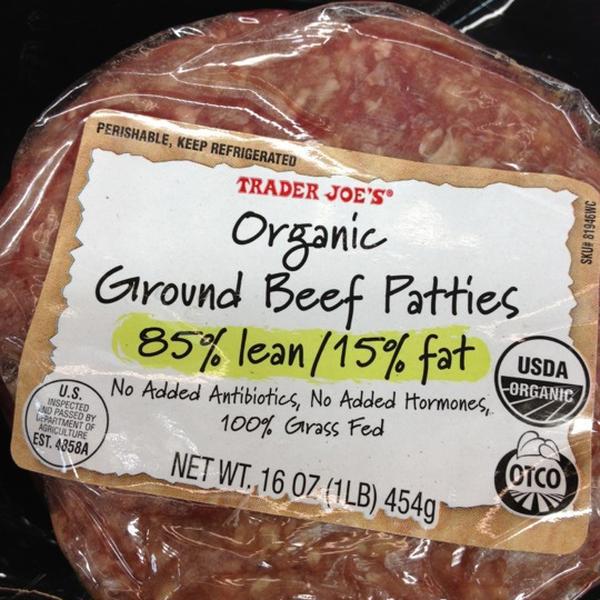 PERISHABLE, KEEP REFRIGERATED
TRADER JOE'S®
Organic
Ground Beef Patties
85% lean/15% fat
No Added Antibiotics, No Added Hormones,
100% Grass Fed
NET WT. 16 OZ (1LB) 454g
U.S.
INSPECTED
AND PASSED BY
DEPARTMENT OF
AGRICULTURE
EST. 4858A
USDA
ORGANIC
OTCO
SKU# 81946WC